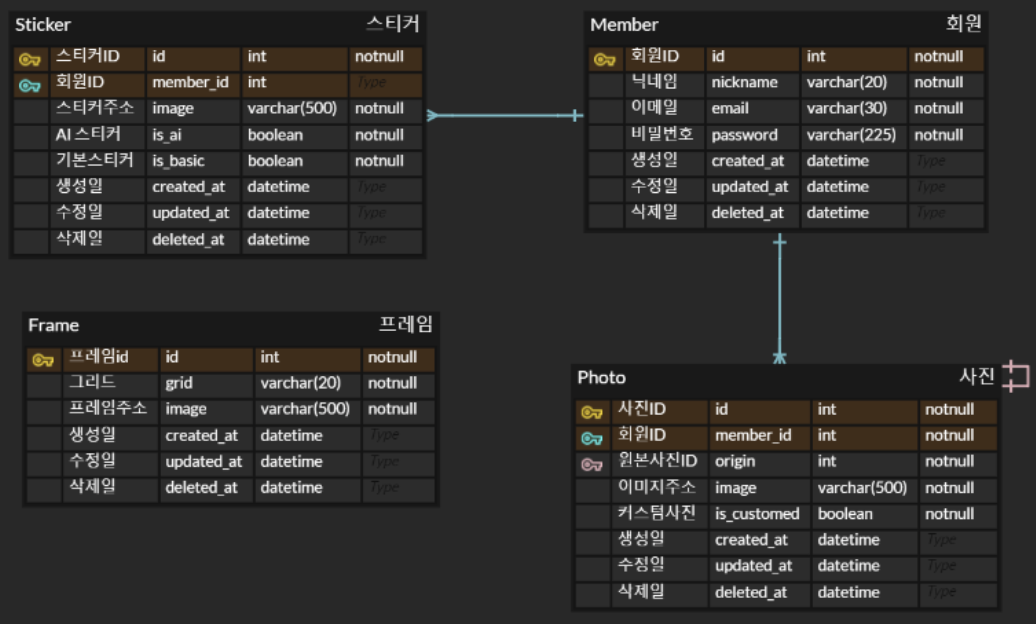 Sticker 스티커
스티커ID id int notnull
회원ID member_id int Type
스티커주소 image varchar(500) notnull
AI 스티커 is_ai boolean notnull
기본스티커 is_basic boolean notnull
생성일 created_at datetime Type
수정일 updated_at datetime Type
삭제일 deleted_at datetime Type
Member 회원
회원ID id int notnull
닉네임 nickname varchar(20) notnull
이메일 email varchar(30) notnull
비밀번호 password varchar(225) notnull
생성일 created_at datetime Type
수정일 updated_at datetime Type
식제일 deleted_at datetime Type
Frame 프레임
프레임id id int notnull
그리드 grid varchar(20) notnull
프레임주소 image varchar(500) notnull
생성일 created_at datetime Type
수정일 updated_at datetime Type
삭제일 deleted_at datetime Type
Photo 사진
사진ID id int notnull
회원ID member_id int notnull
원본사진ID origin int notnull
이미지주소 image varchar(500) notnull
커스텀사진 is_customed boolean notnull
생성일 created_at datetime Type
수정일 updated_at datetime Type
식제일 deleted_at datetime Type